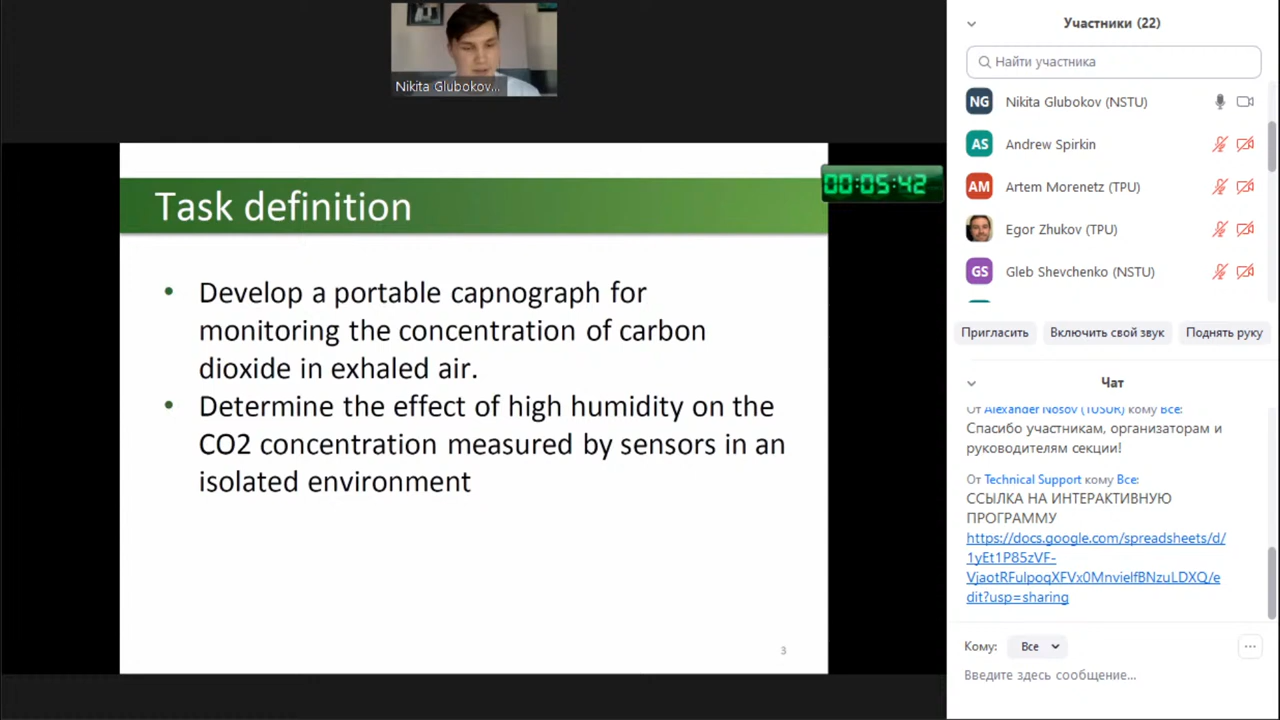 Nikita Glubokov...
Task definition
00:05:42
• Develop a portable capnograph for
monitoring the concentration of carbon
dioxide in exhaled air.
• Determine the effect of high humidity on the
CO2 concentration measured by sensors in an
isolated environment
3
Участники (22)
Найти участника
NG Nikita Glubokov (NSTU)
AS Andrew Spirkin
AM Artem Morenetz (TPU)
Egor Zhukov (TPU)
GS Gleb Shevchenko (NSTU)
Пригласить Включить свой звук Поднять руку
Чат
От Alexander Nosov (TUSUR) кому Все:
Спасибо участникам, организаторам и
руководителям секции!
От Technical Support кому Все:
ССЫЛКА НА ИНТЕРАКТИВНУЮ
ПРОГРАММУ
https://docs.google.com/spreadsheets/d/
1yEt1P85zVF-
VjaotRFulpoqXFVx0MnvielfBNzuLDXQ/e
dit?usp=sharing
Кому: Все
Введите здесь сообщение...